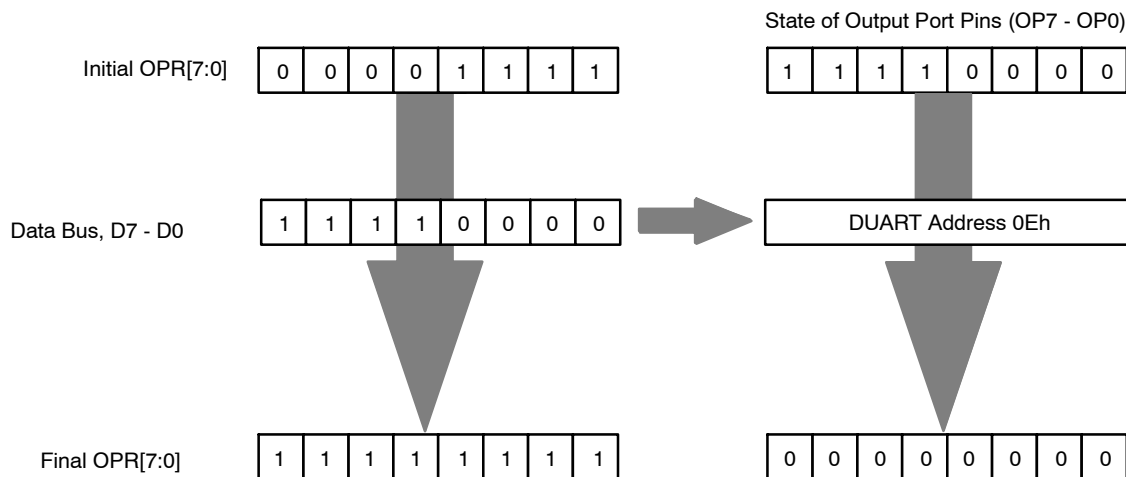 State of Output Port Pins (OP7 - OP0)
Initial OPR[7:0] 0 0 0 0 1 1 1 1 1 1 1 1 0 0 0 0
Data Bus, D7 - D0 1 1 1 1 0 0 0 0 DUART Address 0Eh
Final OPR[7:0] 1 1 1 1 1 1 1 1 0 0 0 0 0 0 0 0